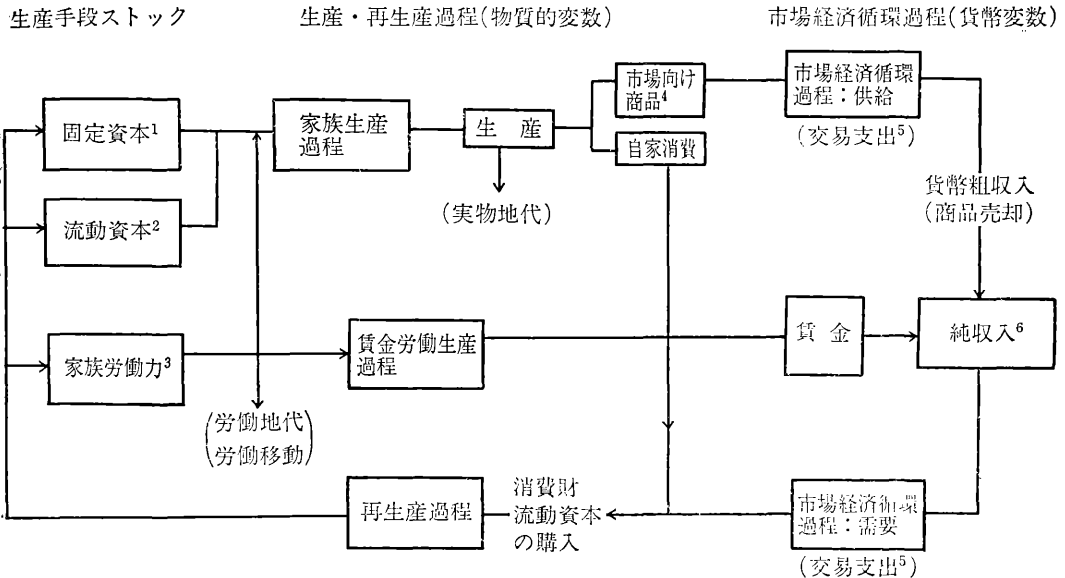 生産手段ストック
生産・再生産過程(物質的変数)
市場経済循環過程(貨幣変数)
固定資本1
流動資本2
家族労働力3
家族生産
過程
生産
(実物地代)
市場向け
商品4
自家消費
市場経済循環
過程：供給
(交易支出5)
貨幣粗収入
(商品売却)
賃金労働生産
過程
賃金
純収入6
(労働地代
労働移動)
再生産過程
消費財
流動資本
の購入
市場経済循環
過程：需要
(交易支出5)